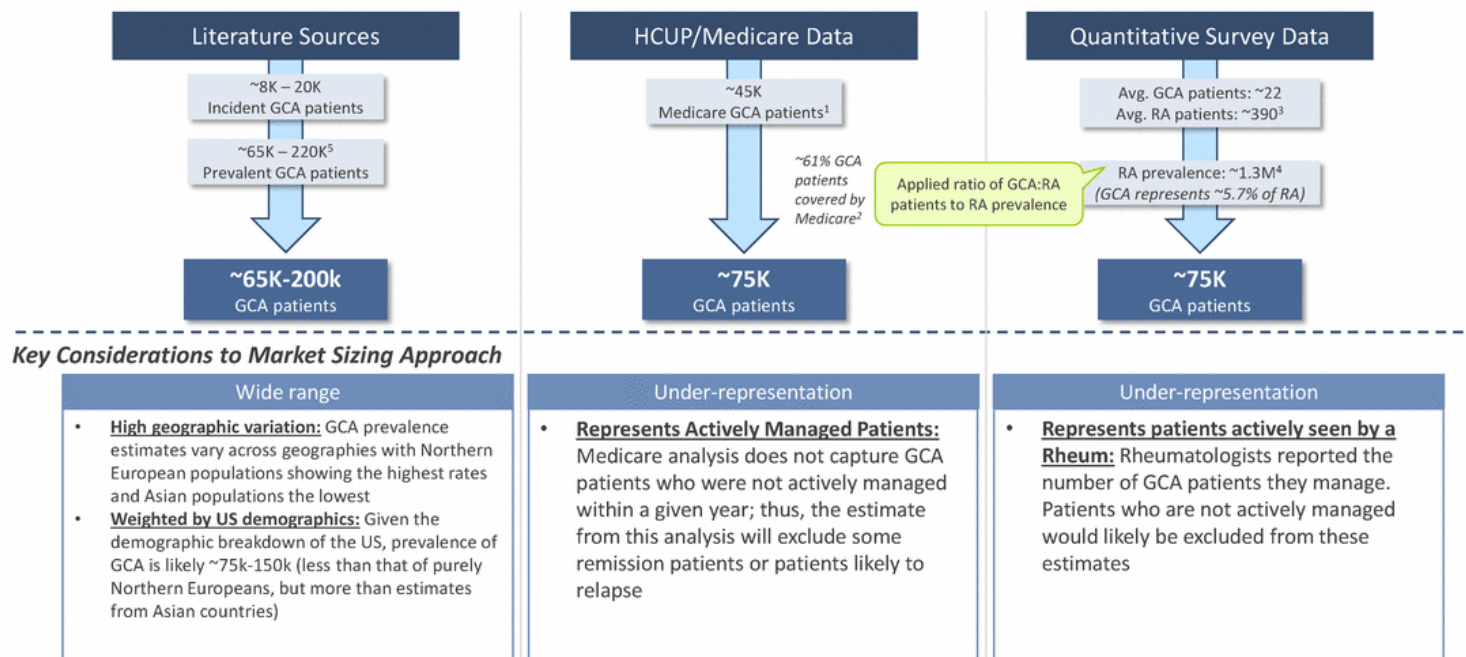 Literature Sources
~8K – 20K
Incident GCA patients
~65K – 220K⁵
Prevalent GCA patients
~65K-200k
GCA patients
HCUP/Medicare Data
~45K
Medicare GCA patients¹
~61% GCA
patients
covered by
Medicare²
~75K
GCA patients
Quantitative Survey Data
Avg. GCA patients: ~22
Avg. RA patients: ~390³
Applied ratio of GCA:RA
patients to RA prevalence
RA prevalence: ~1.3M⁴
(GCA represents ~5.7% of RA)
~75K
GCA patients
Key Considerations to Market Sizing Approach
Wide range
• High geographic variation: GCA prevalence
estimates vary across geographies with Northern
European populations showing the highest rates
and Asian populations the lowest
• Weighted by US demographics: Given the
demographic breakdown of the US, prevalence of
GCA is likely ~75k-150k (less than that of purely
Northern Europeans, but more than estimates
from Asian countries)
Under-representation
• Represents Actively Managed Patients:
Medicare analysis does not capture GCA
patients who were not actively managed
within a given year; thus, the estimate
from this analysis will exclude some
remission patients or patients likely to
relapse
Under-representation
• Represents patients actively seen by a
Rheum: Rheumatologists reported the
number of GCA patients they manage.
Patients who are not actively managed
would likely be excluded from these
estimates